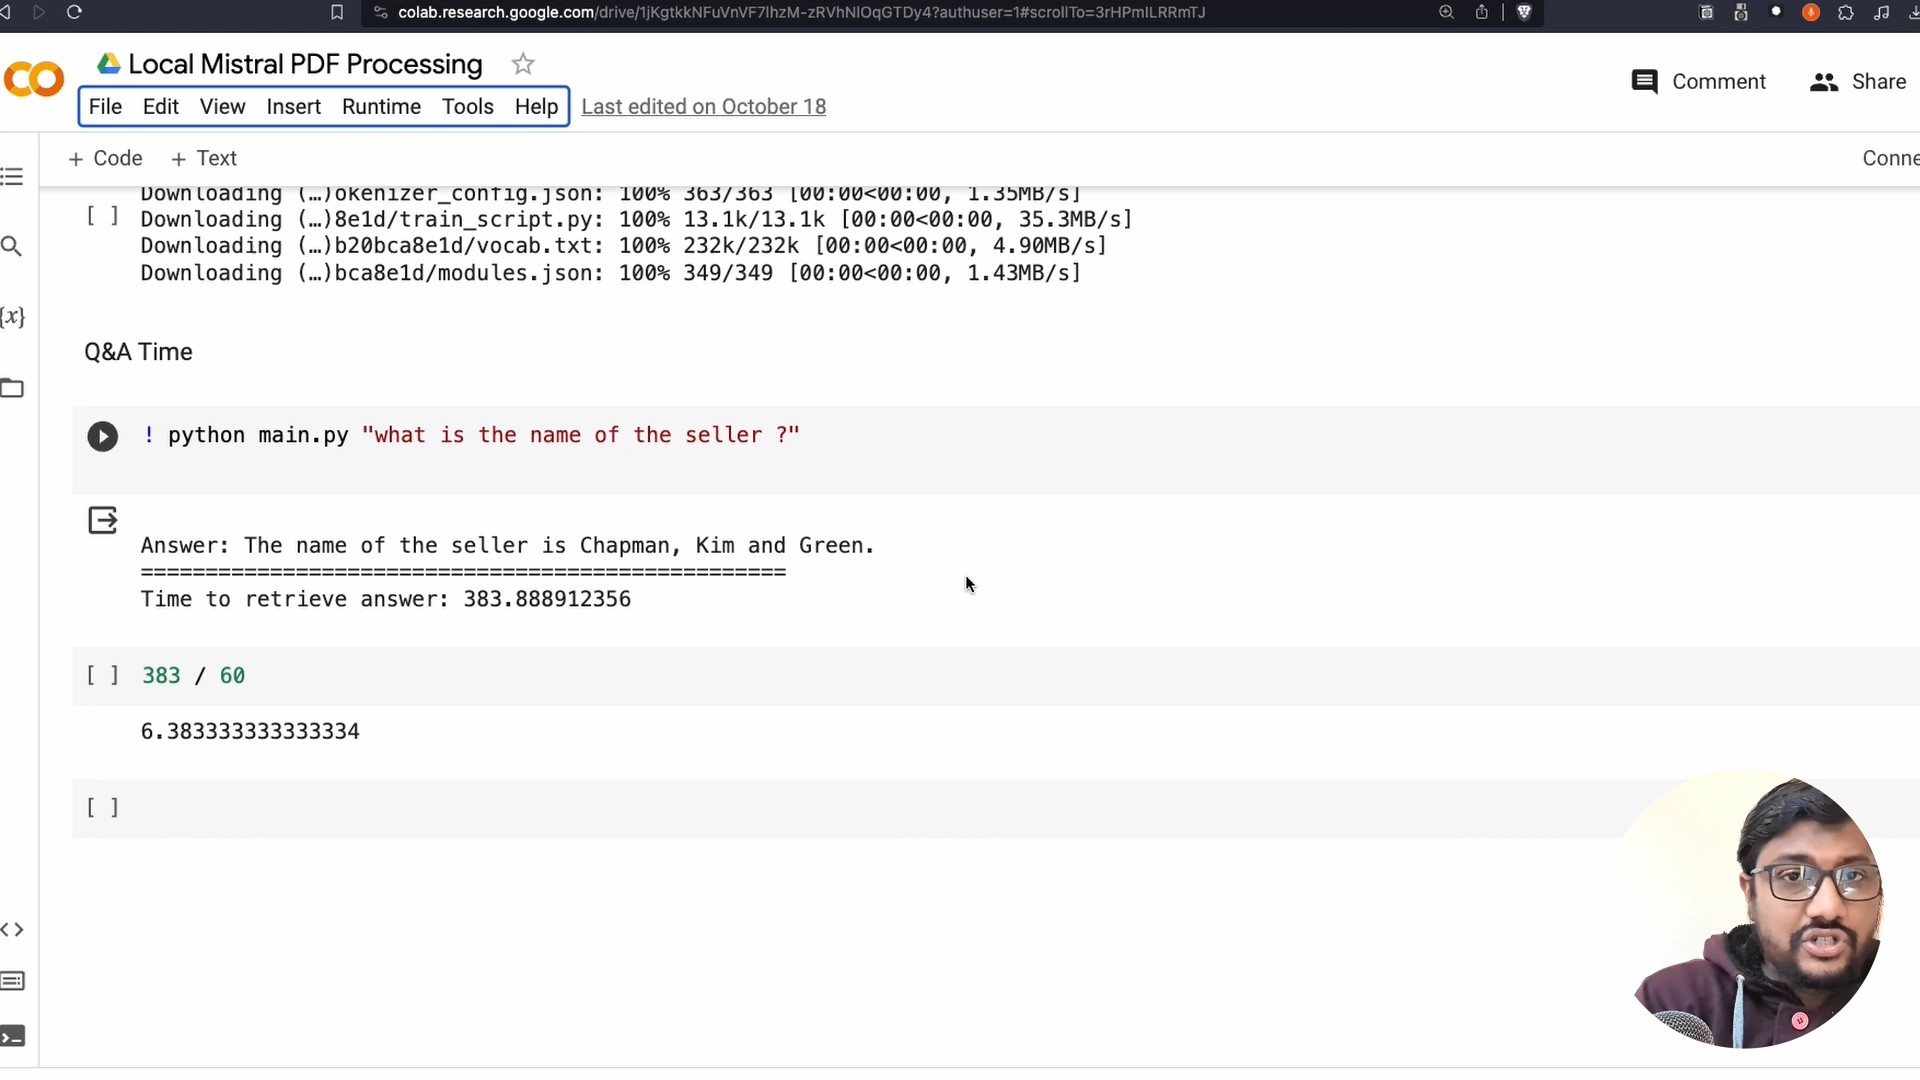 colab.research.google.com/drive/1jKgtkkNFuVnVF7lhzM-zRVhNlOqGTDy4?authuser=1#scrollTo=3rHPmILRRmTJ
Local Mistral PDF Processing
Comment
Share
File Edit View Insert Runtime Tools Help Last edited on October 18
+ Code + Text
Conne
Downloading (…)okenizer_config.json: 100% 363/363 [00:00<00:00, 1.35MB/s]
[ ] Downloading (…)8e1d/train_script.py: 100% 13.1k/13.1k [00:00<00:00, 35.3MB/s]
Downloading (…)b20bca8e1d/vocab.txt: 100% 232k/232k [00:00<00:00, 4.90MB/s]
Downloading (…)bca8e1d/modules.json: 100% 349/349 [00:00<00:00, 1.43MB/s]
{x}
Q&A Time
! python main.py "what is the name of the seller ?"
Answer: The name of the seller is Chapman, Kim and Green.
==================================================
Time to retrieve answer: 383.888912356
[ ] 383 / 60
6.383333333333334
[ ]